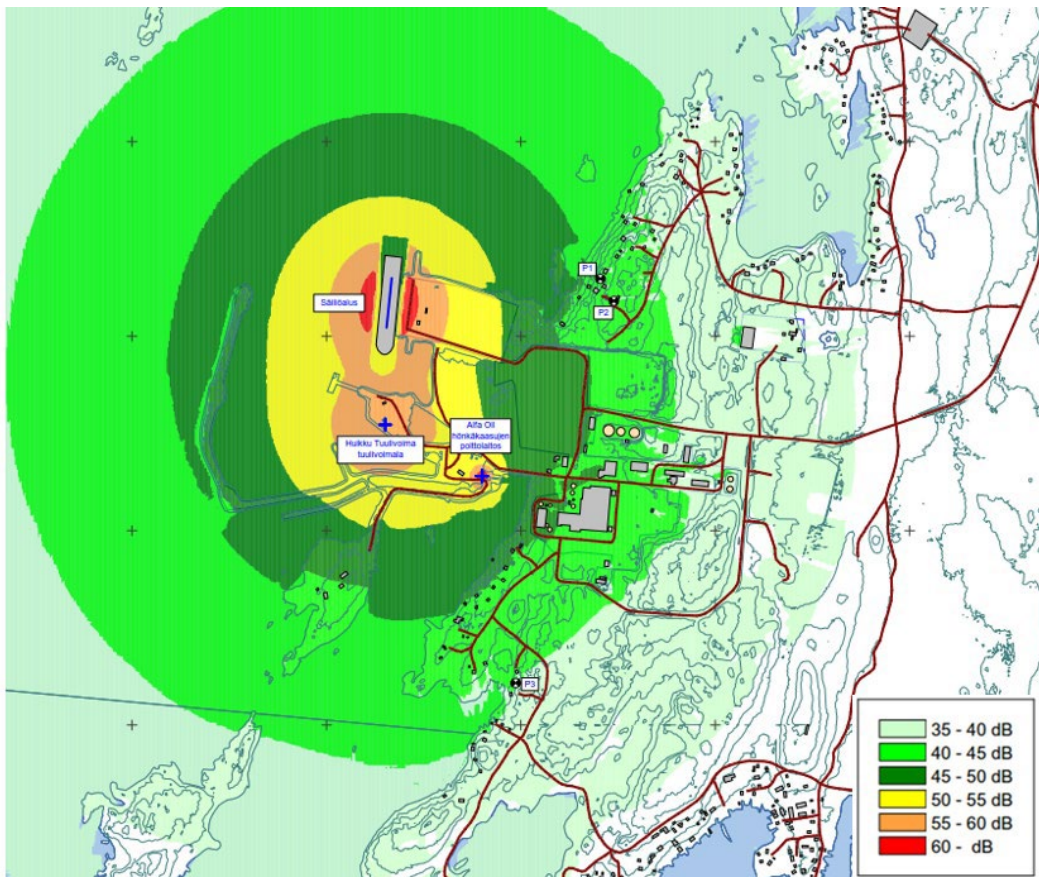 P1
P2
Säiliöalus
Alfa Oil
hönkäkaasujen
polttolaitos
Huikku Tuulivoima
tuulivoimala
P3
35 - 40 dB
40 - 45 dB
45 - 50 dB
50 - 55 dB
55 - 60 dB
60 - dB